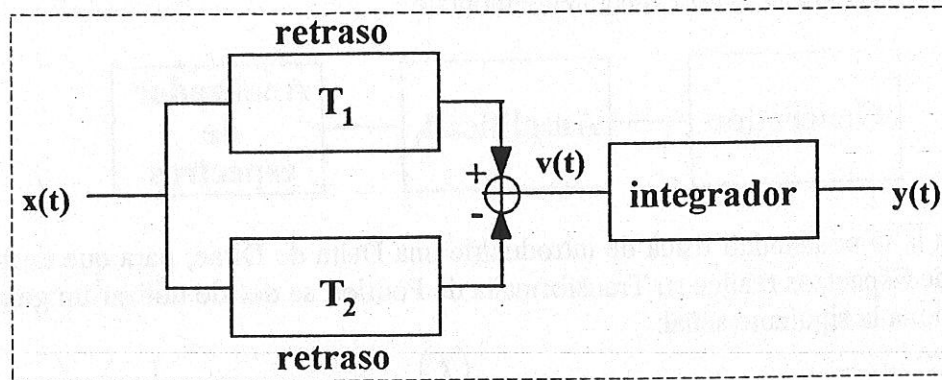 retraso
T1
x(t)
+
-
v(t)
integrador
y(t)
T2
retraso